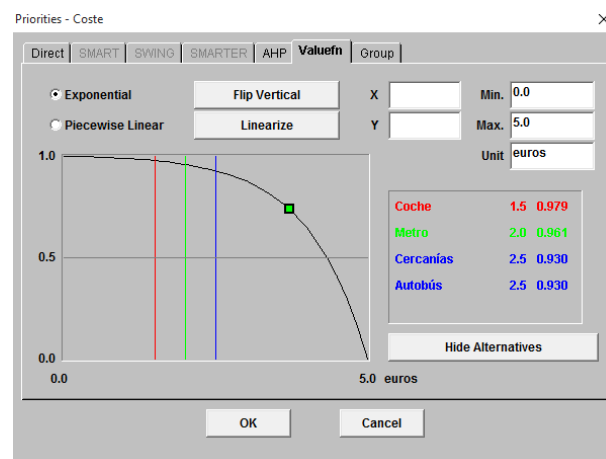 Priorities - Coste
Direct SMART SWING SMARTER AHP Valuefn Group
Exponential Flip Vertical X Min. 0.0
Piecewise Linear Linearize Y Max. 5.0
Unit euros
1.0
Coche 1.5 0.979
Metro 2.0 0.961
0.5 Cercanías 2.5 0.930
Autobús 2.5 0.930
0.0 Hide Alternatives
0.0 5.0 euros
OK Cancel